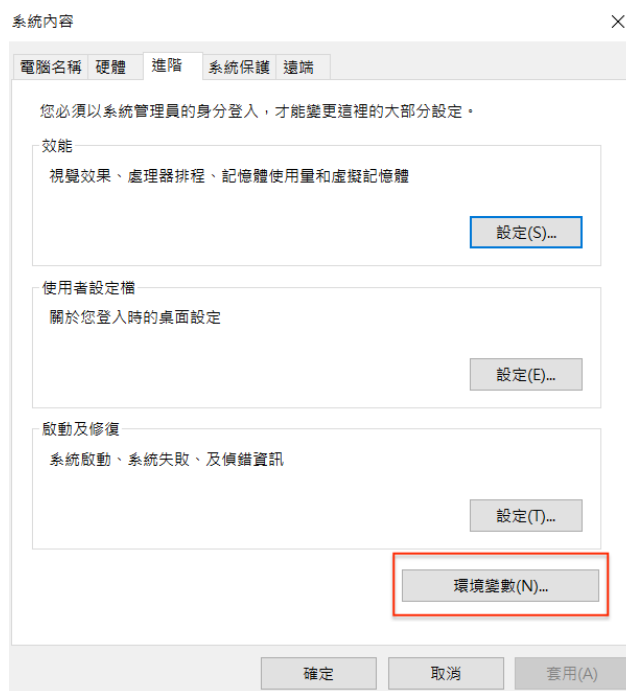 系統內容
電腦名稱 硬體 進階 系統保護 遠端
您必須以系統管理員的身分登入，才能變更這裡的大部分設定。
效能
視覺效果、處理器排程、記憶體使用量和虛擬記憶體
設定(S)...
使用者設定檔
關於您登入時的桌面設定
設定(E)...
啟動及修復
系統啟動、系統失敗、及偵錯資訊
設定(T)...
環境變數(N)...
確定 取消 套用(A)